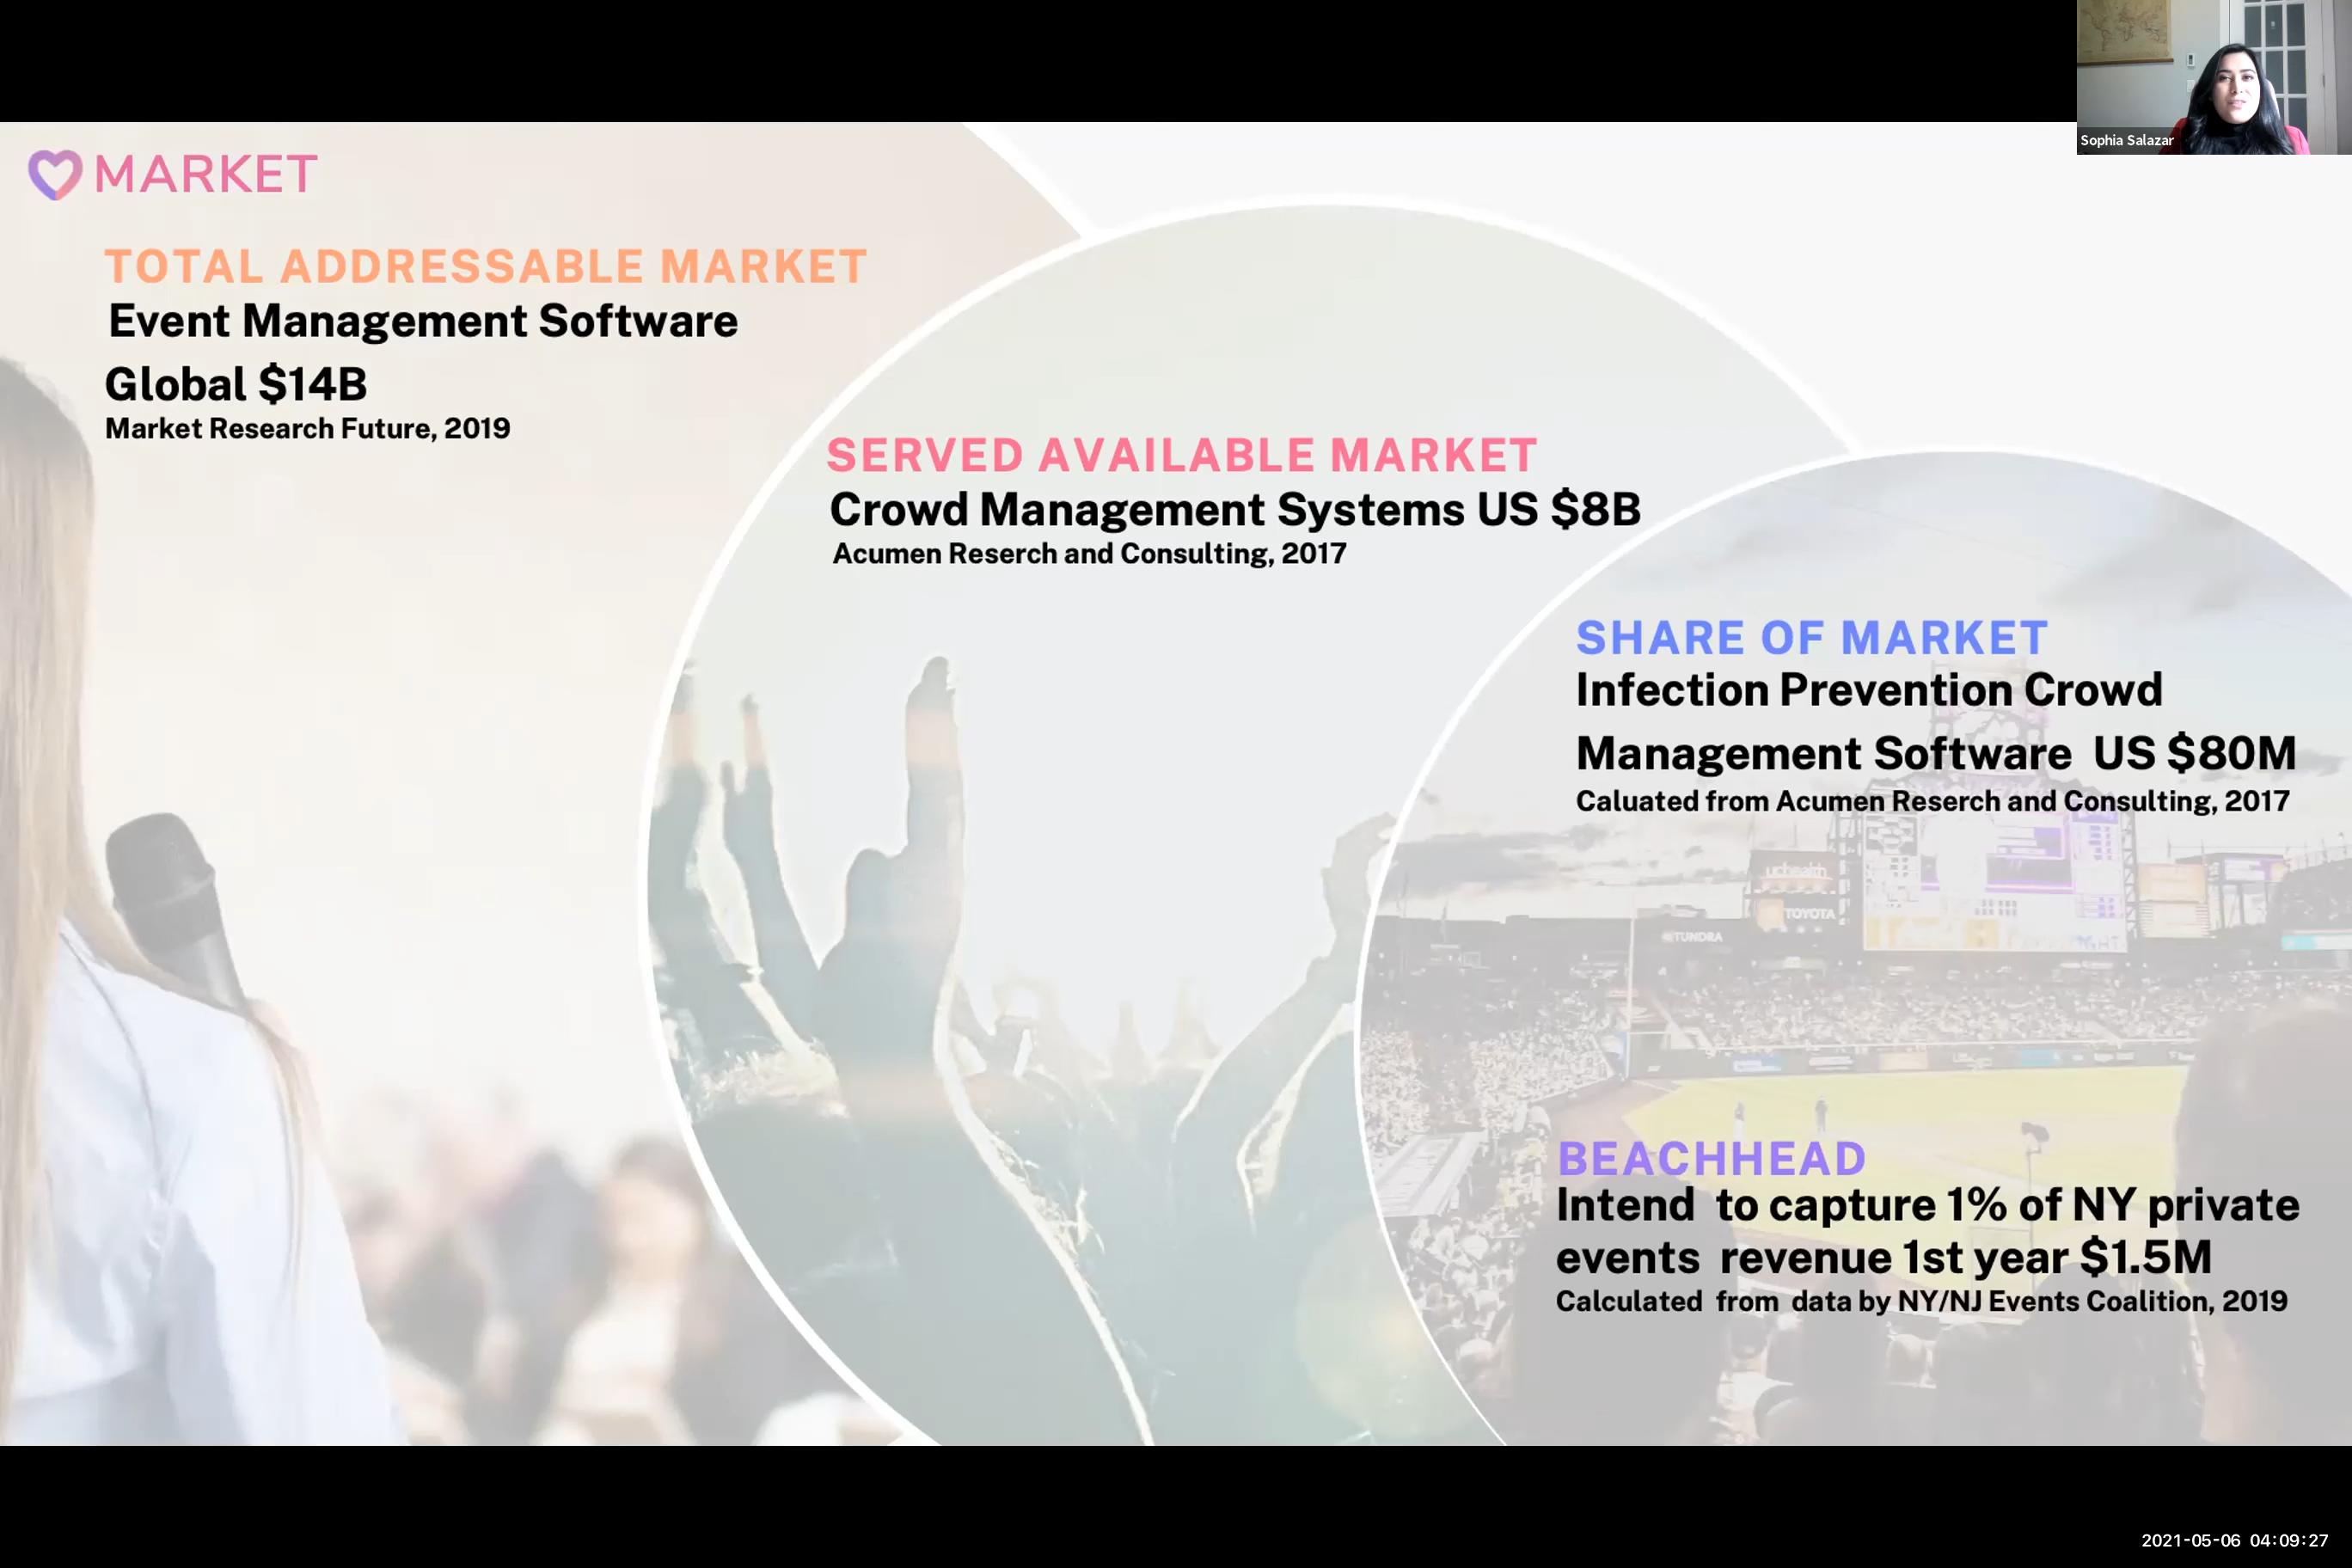 Sophia Salazar
MARKET
TOTAL ADDRESSABLE MARKET
Event Management Software
Global $14B
Market Research Future, 2019
SERVED AVAILABLE MARKET
Crowd Management Systems US $8B
Acumen Reserch and Consulting, 2017
SHARE OF MARKET
Infection Prevention Crowd
Management Software US $80M
Caluated from Acumen Reserch and Consulting, 2017
uchealth
TOYOTA
TUNDRA
BEACHHEAD
Intend to capture 1% of NY private
events revenue 1st year $1.5M
Calculated from data by NY/NJ Events Coalition, 2019
2021-05-06 04:09:27